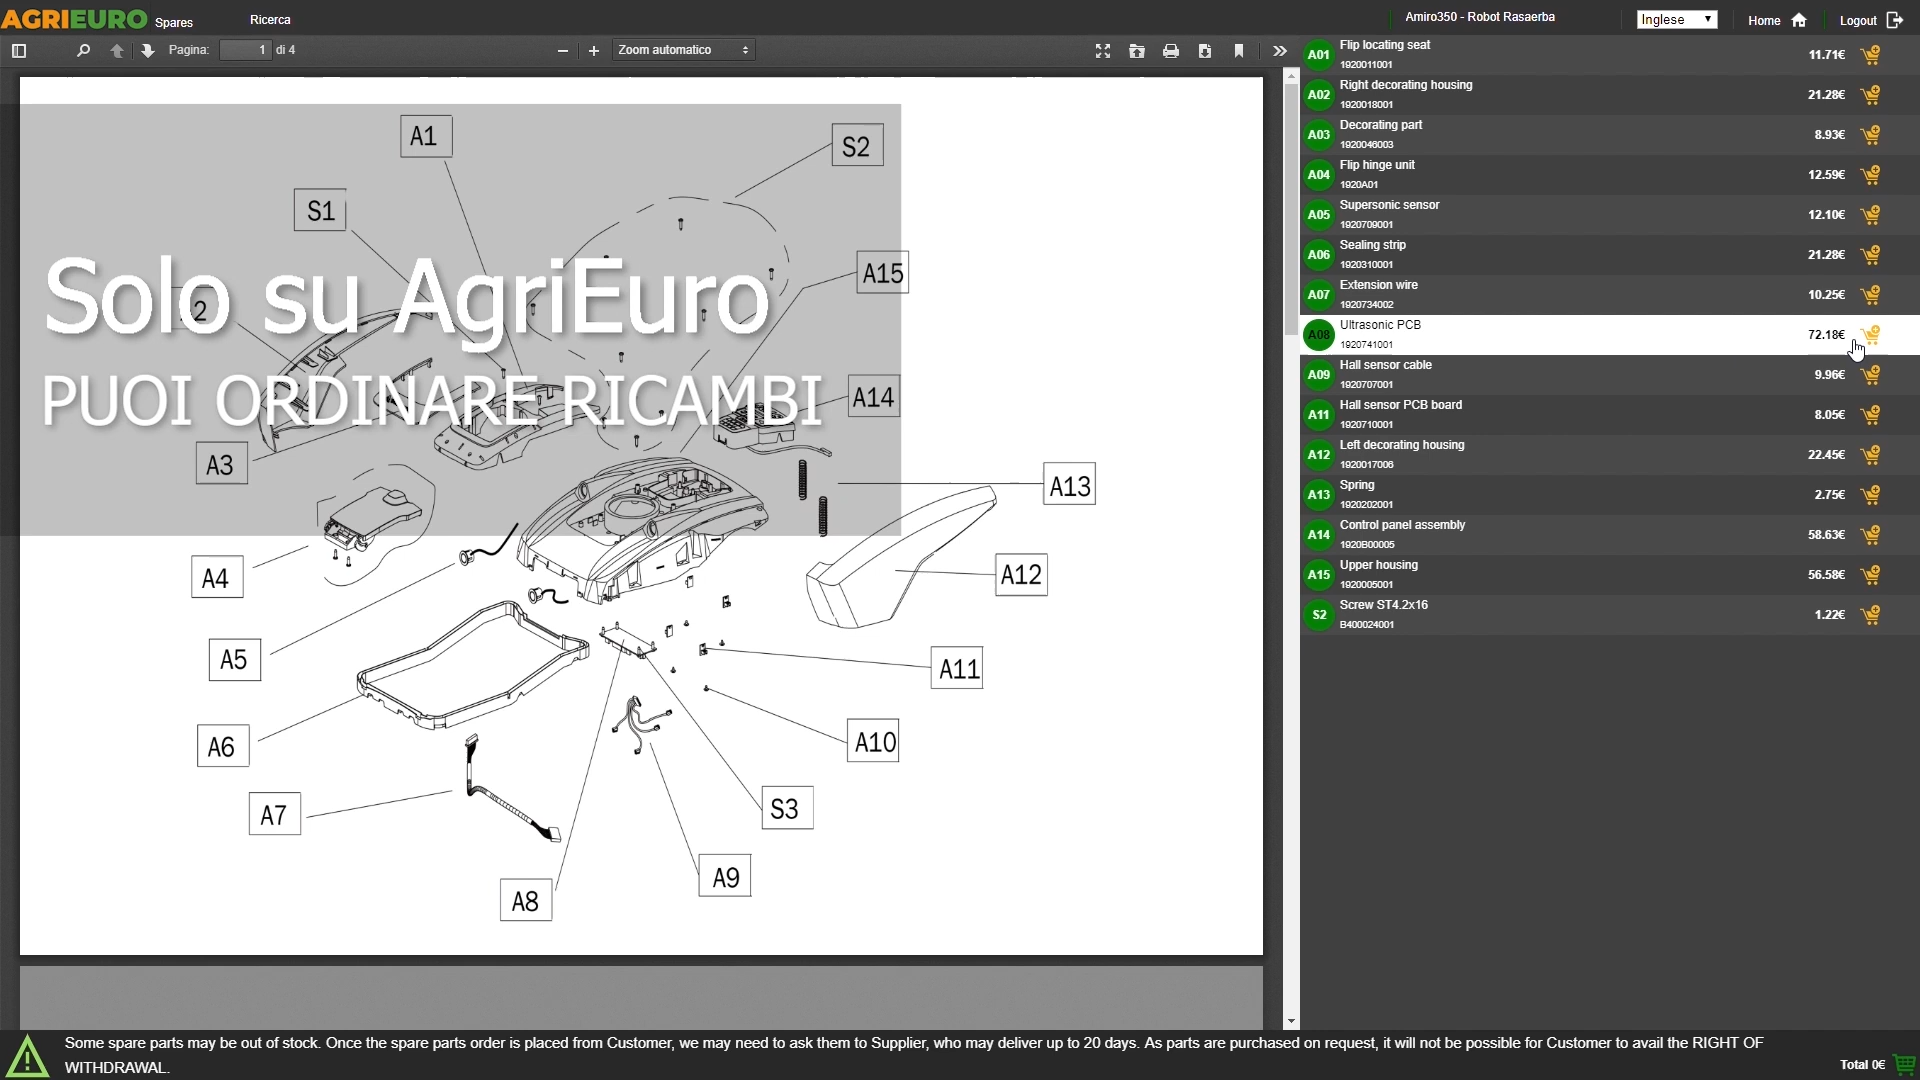 AGRIEURO Spares
Ricerca
Amiro350 - Robot Rasaerba
Inglese
Home
Logout
Pagina: 1 di 4
Zoom automatico
A1
S2
S1
A15
2
Solo su AgriEuro
PUOI ORDINARE RICAMBI
A14
A3
A13
A4
A12
A5
A11
A6
A10
A7
S3
A9
A8
A01 Flip locating seat 11.71€
1920011001
A02 Right decorating housing 21.28€
1920018001
A03 Decorating part 8.93€
1920046003
A04 Flip hinge unit 12.59€
1920A01
A05 Supersonic sensor 12.10€
1920709001
A06 Sealing strip 21.28€
1920310001
A07 Extension wire 10.25€
1920734002
A08 Ultrasonic PCB 72.18€
1920741001
A09 Hall sensor cable 9.96€
1920707001
A11 Hall sensor PCB board 8.05€
1920710001
A12 Left decorating housing 22.45€
1920017006
A13 Spring 2.75€
1920202001
A14 Control panel assembly 58.63€
1920B00005
A15 Upper housing 56.58€
1920005001
S2 Screw ST4.2x16 1.22€
B400024001
Some spare parts may be out of stock. Once the spare parts order is placed from Customer, we may need to ask them to Supplier, who may deliver up to 20 days. As parts are purchased on request, it will not be possible for Customer to avail the RIGHT OF
WITHDRAWAL.
Total 0€